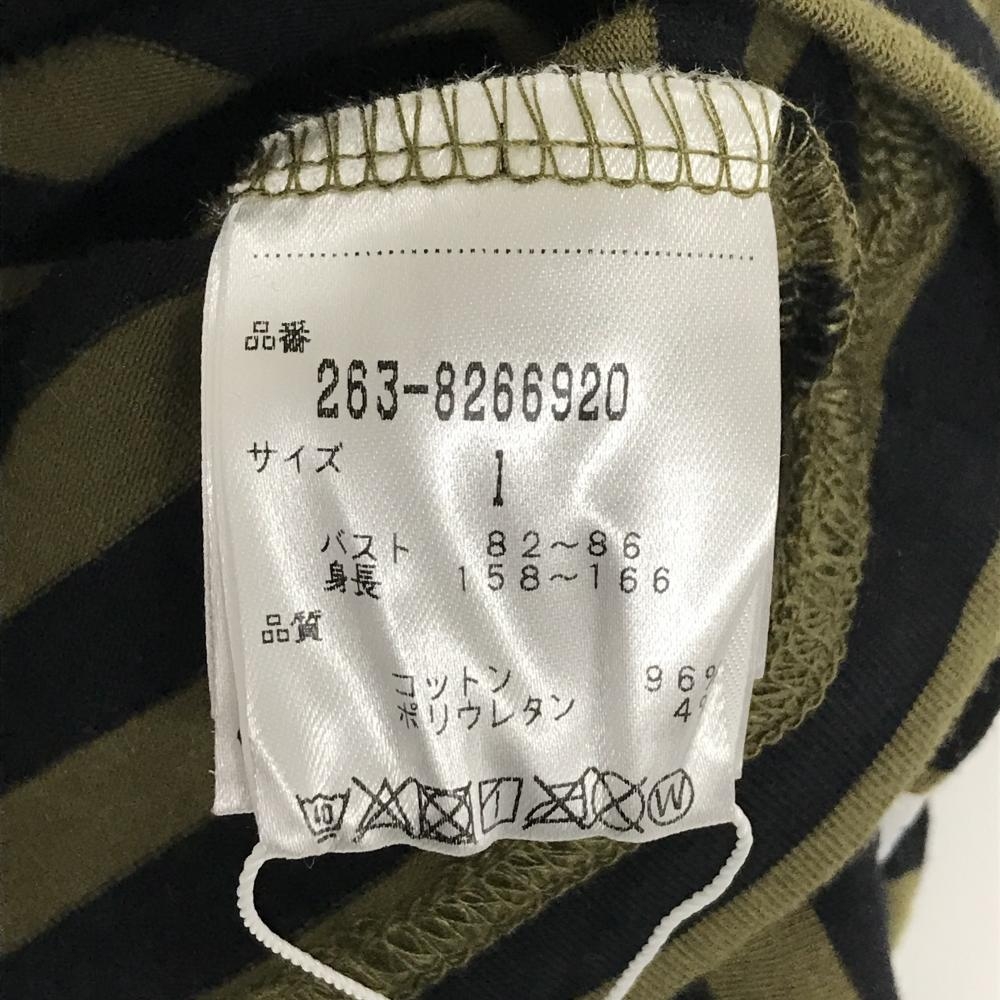 品番
263-8266920
サイズ
1
バスト 82～86
身長 158～166
品質
コットン 96%
ポリウレタン 4%
W